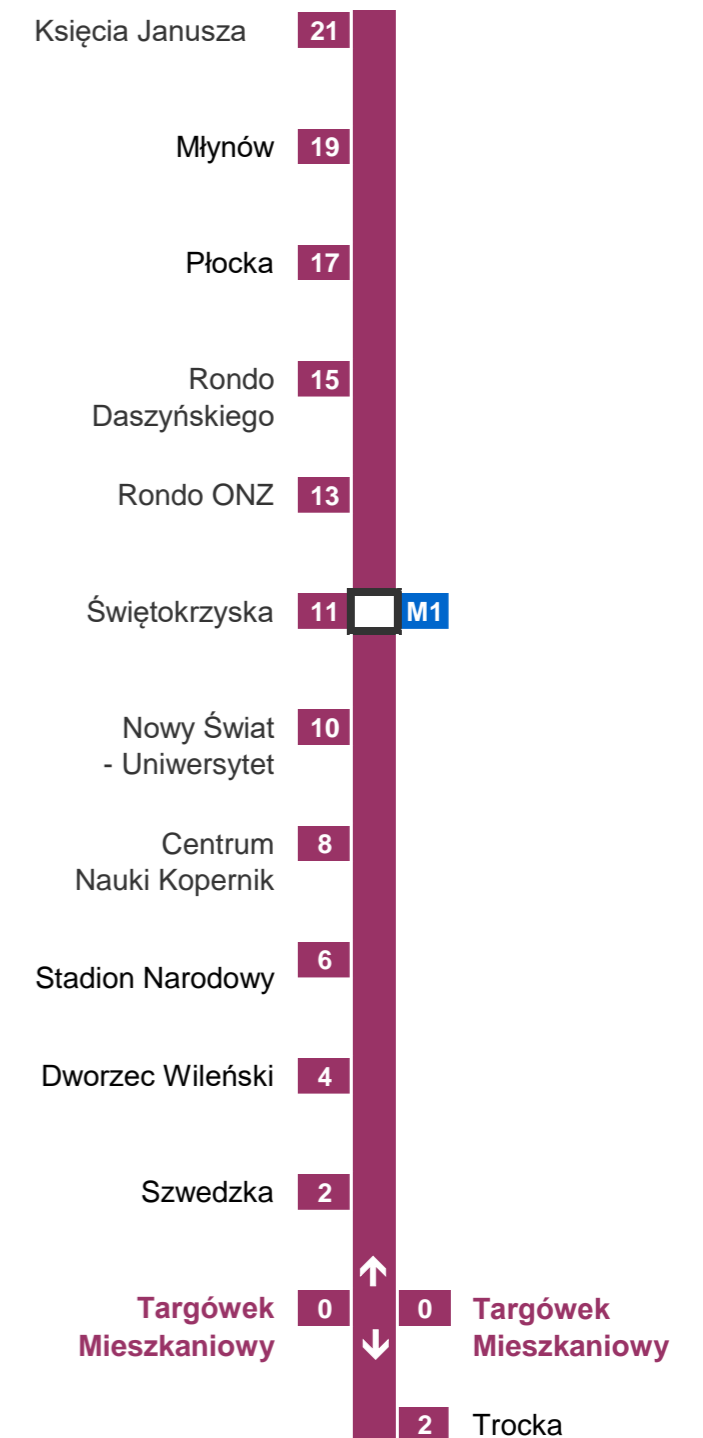 Księcia Janusza 21
Młynów 19
Płocka 17
Rondo 15
Daszyńskiego
Rondo ONZ 13
Świętokrzyska 11 M1
Nowy Świat 10
- Uniwersytet
Centrum 8
Nauki Kopernik
6
Stadion Narodowy
Dworzec Wileński 4
Szwedzka 2
↑
Targówek 0 0 Targówek
Mieszkaniowy ↓ Mieszkaniowy
2 Trocka